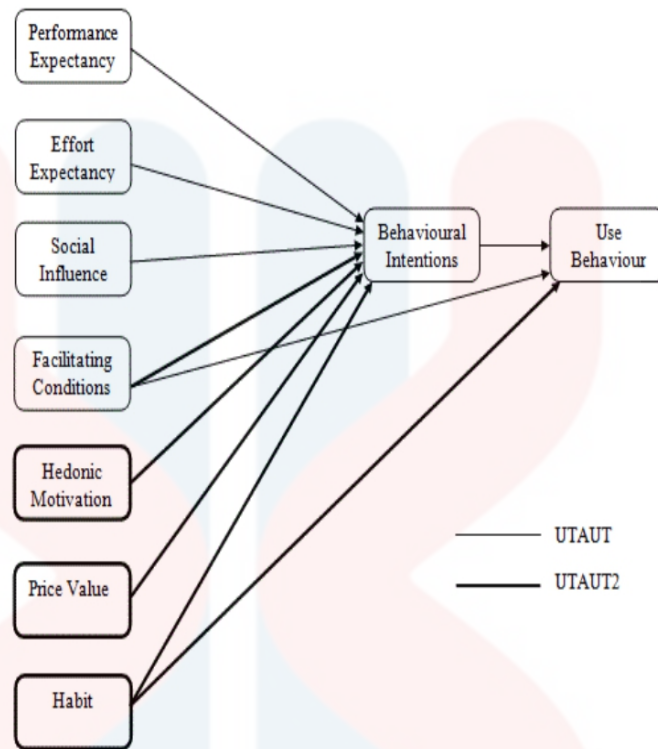 Performance
Expectancy
Effort
Expectancy
Social
Influence
Behavioural
Intentions
Use
Behaviour
Facilitating
Conditions
Hedonic
Motivation
Price Value
Habit
UTAUT
UTAUT2